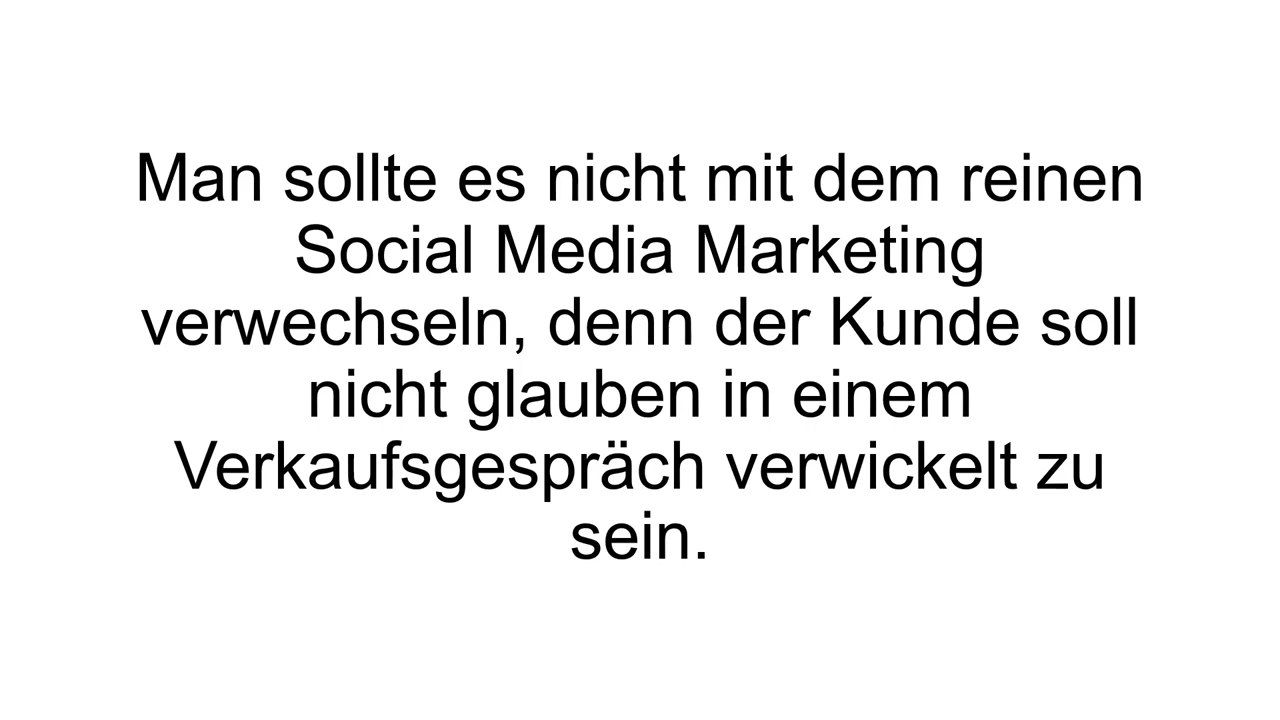 Man sollte es nicht mit dem reinen
Social Media Marketing
verwechseln, denn der Kunde soll
nicht glauben in einem
Verkaufsgespräch verwickelt zu
sein.